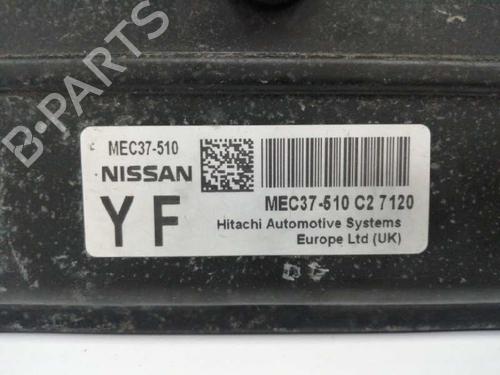 B-PARTS
MEC37-510
NISSAN
YF
MEC37-510 C2 7120
Hitachi Automotive Systems
Europe Ltd (UK)